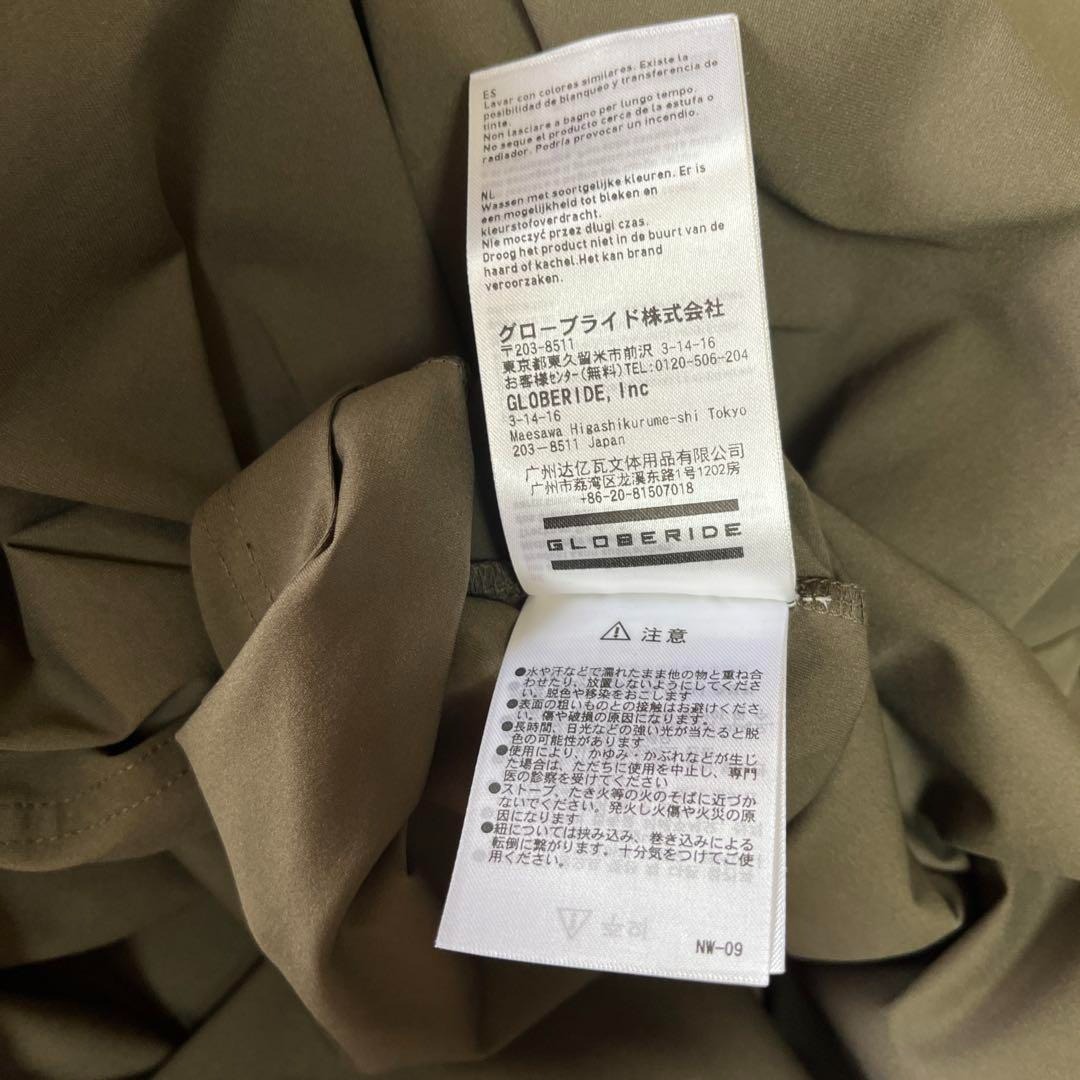 ES
Lavar con colores similares. Existe la
posibilidad de blanqueo y transferencia de
tinte.
Non lasciare a bagno per lungo tempo.
No seque el producto cerca de la estufa o
radiador. Podría provocar un incendio.
NL
Wassen met soortgelijke kleuren. Er is
een mogelijkheid tot bleken en
kleurstofoverdracht.
Nie moczyć przez długi czas.
Droog het product niet in de buurt van de
haard of kachel.Het kan brand
veroorzaken.
グローブライド株式会社
〒203-8511
東京都東久留米市前沢 3-14-16
お客様センター(無料)TEL:0120-506-204
GLOBERIDE, Inc
3-14-16
Maesawa Higashikurume-shi Tokyo
203-8511 Japan
广州达亿瓦文体用品有限公司
广州市荔湾区龙溪东路1号1202房
+86-20-81507018
GLOBERIDE
⚠ 注意
●水や汗などで濡れたまま他の物と重ね合
わせたり、放置しないようにしてくださ
い。脱色や移染をおこします
●表面の粗いものとの接触はお避けくださ
い。傷や破損の原因になります。
●長時間、日光などの強い光が当たると脱
色の可能性があります
●使用により、かゆみ・かぶれなどが生じ
た場合は、ただちに使用を中止し、専門
医の診察を受けてください
●ストーブ、たき火等の火のそばに近づか
ないでください。発火し火傷や火災の原
因になります
●紐については挟み込み、巻き込みによる
転倒に繋がります。十分気をつけてご使
用ください。
NW-09